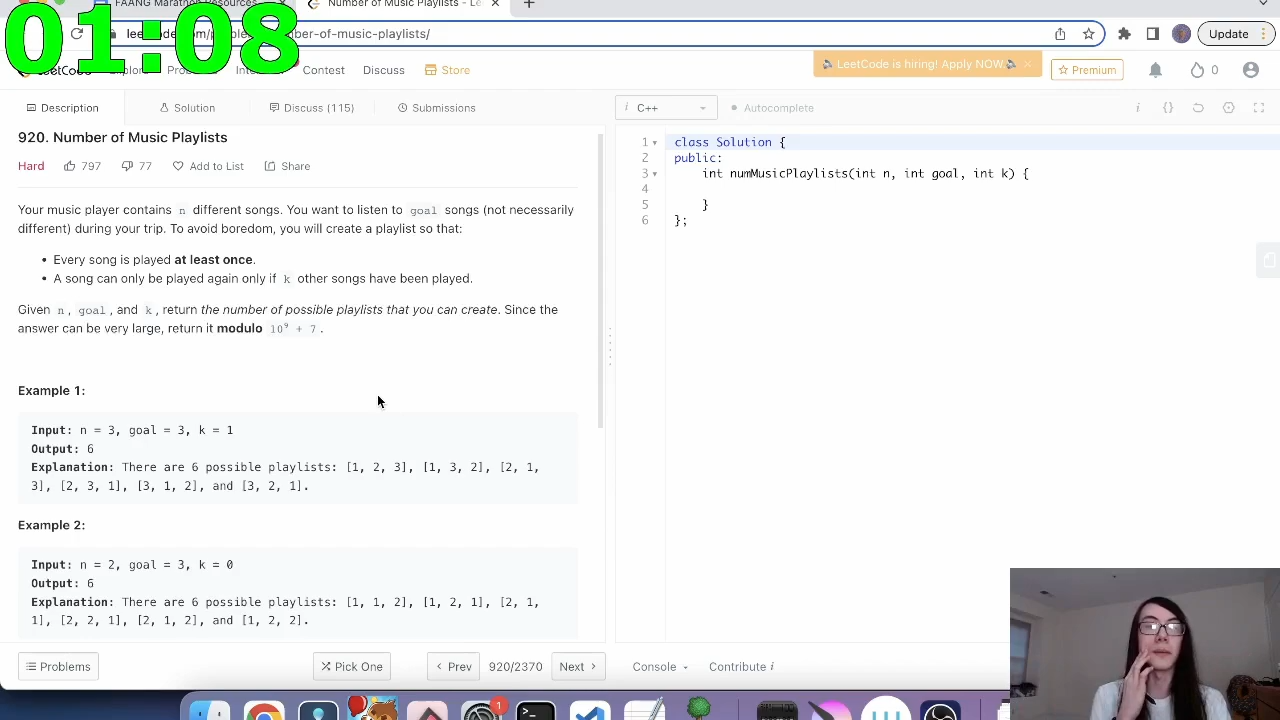 FAANG Marathon Resources
Number of Music Playlists - Le
01:08
mber-of-music-playlists/
Update
Contest
Discuss
Store
LeetCode is hiring! Apply NOW.
Premium
0
Description
Solution
Discuss (115)
Submissions
i
C++
Autocomplete
i
{}
920. Number of Music Playlists
Hard
797
77
Add to List
Share
Your music player contains n different songs. You want to listen to goal songs (not necessarily
different) during your trip. To avoid boredom, you will create a playlist so that:
• Every song is played at least once.
• A song can only be played again only if k other songs have been played.
Given n, goal, and k, return the number of possible playlists that you can create. Since the
answer can be very large, return it modulo 10⁹ + 7.
Example 1:
Input: n = 3, goal = 3, k = 1
Output: 6
Explanation: There are 6 possible playlists: [1, 2, 3], [1, 3, 2], [2, 1,
3], [2, 3, 1], [3, 1, 2], and [3, 2, 1].
Example 2:
Input: n = 2, goal = 3, k = 0
Output: 6
Explanation: There are 6 possible playlists: [1, 1, 2], [1, 2, 1], [2, 1,
1], [2, 2, 1], [2, 1, 2], and [1, 2, 2].
1 class Solution {
2 public:
3 int numMusicPlaylists(int n, int goal, int k) {
4
5 }
6 };
Problems
Pick One
Prev
920/2370
Next
Console
Contribute i
1